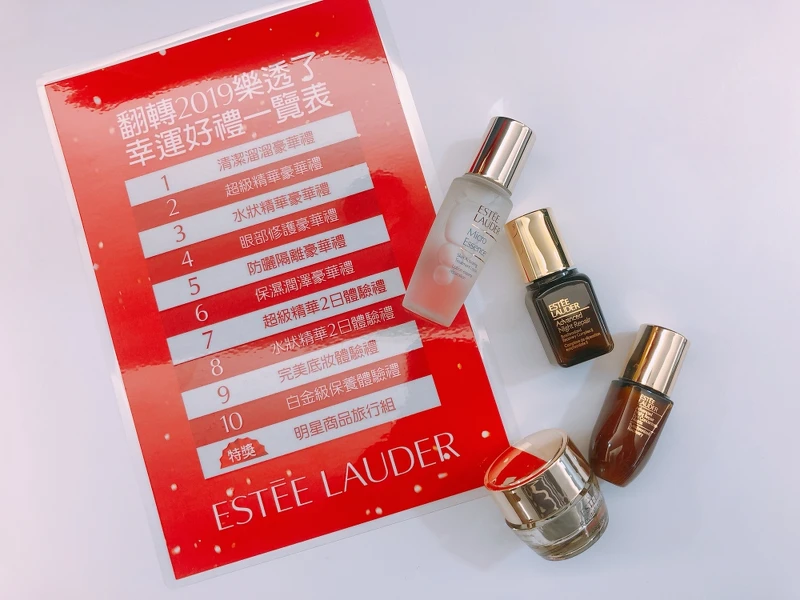 翻轉2019樂透了
幸運好禮一覽表
1 清潔溜溜豪華禮
2 超級精華豪華禮
3 水狀精華豪華禮
4 眼部修護豪華禮
5 防曬隔離豪華禮
6 保濕潤澤豪華禮
7 超級精華2日體驗禮
8 水狀精華2日體驗禮
9 完美底妝體驗禮
10 白金級保養體驗禮
特獎 明星商品旅行組
ESTĒE LAUDER
ESTĒE
LAUDER
Micro
Essence
ESTĒE
LAUDER
Advanced
Night Repair
ESTĒE
LAUDER